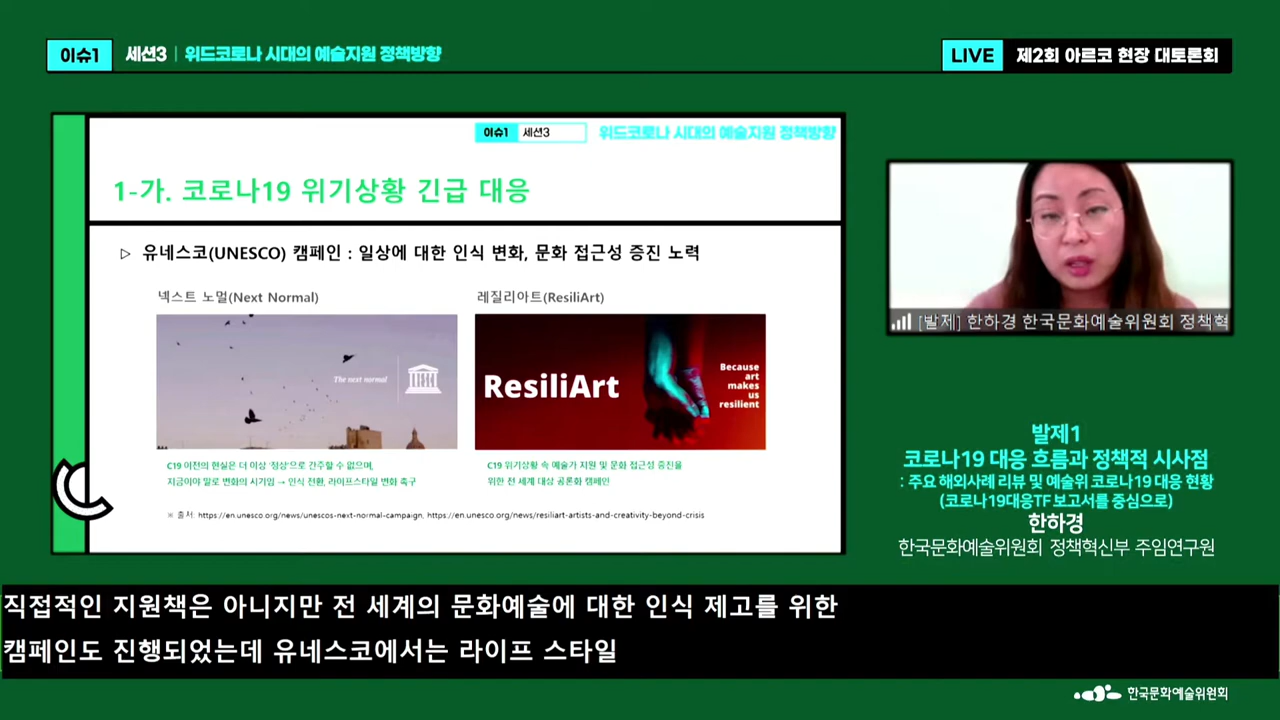 이슈1 세션3 | 위드코로나 시대의 예술지원 정책방향
LIVE 제2회 아르코 현장 대토론회
이슈1 세션3 위드코로나 시대의 예술지원 정책방향
1-가. 코로나19 위기상황 긴급 대응
▷ 유네스코(UNESCO) 캠페인 : 일상에 대한 인식 변화, 문화 접근성 증진 노력
넥스트 노멀(Next Normal)
The next normal
C19 이전의 현실은 더 이상 '정상'으로 간주할 수 없으며,
지금이야 말로 변화의 시기임 → 인식 전환, 라이프스타일 변화 촉구
레질리아트(ResiliArt)
ResiliArt
Because
art
makes
us
resilient
C19 위기상황 속 예술가 지원 및 문화 접근성 증진을
위한 전 세계 대상 공론화 캠페인
※ 출처: https://en.unesco.org/news/unescos-next-normal-campaign, https://en.unesco.org/news/resiliart-artists-and-creativity-beyond-crisis
[발제] 한하경 한국문화예술위원회 정책혁
발제1
코로나19 대응 흐름과 정책적 시사점
: 주요 해외사례 리뷰 및 예술위 코로나19 대응 현황
(코로나19대응TF 보고서를 중심으로)
한하경
한국문화예술위원회 정책혁신부 주임연구원
직접적인 지원책은 아니지만 전 세계의 문화예술에 대한 인식 제고를 위한
캠페인도 진행되었는데 유네스코에서는 라이프 스타일
한국문화예술위원회